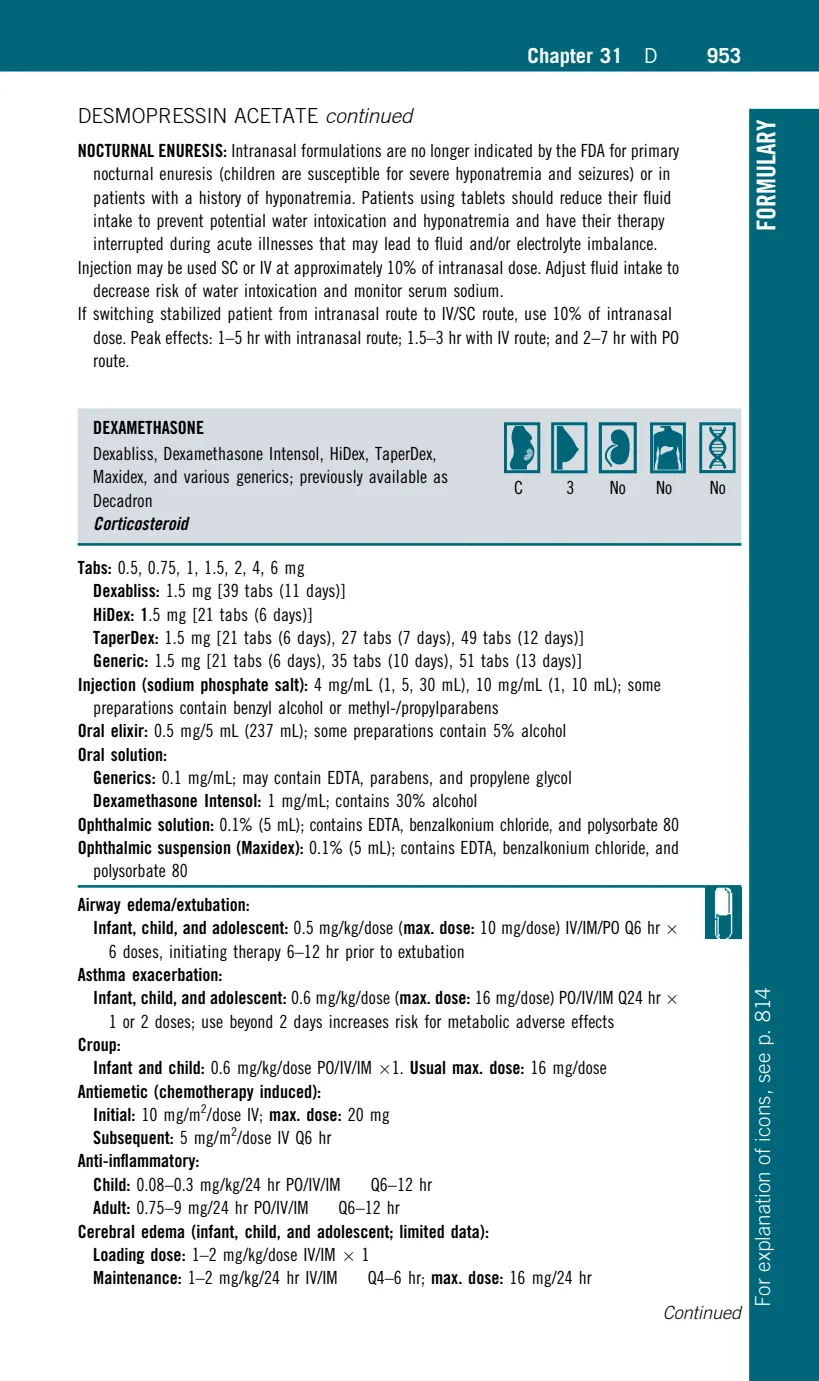 Chapter 31 D 953
DESMOPRESSIN ACETATE continued
NOCTURNAL ENURESIS: Intranasal formulations are no longer indicated by the FDA for primary
nocturnal enuresis (children are susceptible for severe hyponatremia and seizures) or in
patients with a history of hyponatremia. Patients using tablets should reduce their fluid
intake to prevent potential water intoxication and hyponatremia and have their therapy
interrupted during acute illnesses that may lead to fluid and/or electrolyte imbalance.
Injection may be used SC or IV at approximately 10% of intranasal dose. Adjust fluid intake to
decrease risk of water intoxication and monitor serum sodium.
If switching stabilized patient from intranasal route to IV/SC route, use 10% of intranasal
dose. Peak effects: 1–5 hr with intranasal route; 1.5–3 hr with IV route; and 2–7 hr with PO
route.
DEXAMETHASONE
Dexabliss, Dexamethasone Intensol, HiDex, TaperDex,
Maxidex, and various generics; previously available as
Decadron
Corticosteroid
C 3 No No No
Tabs: 0.5, 0.75, 1, 1.5, 2, 4, 6 mg
Dexabliss: 1.5 mg [39 tabs (11 days)]
HiDex: 1.5 mg [21 tabs (6 days)]
TaperDex: 1.5 mg [21 tabs (6 days), 27 tabs (7 days), 49 tabs (12 days)]
Generic: 1.5 mg [21 tabs (6 days), 35 tabs (10 days), 51 tabs (13 days)]
Injection (sodium phosphate salt): 4 mg/mL (1, 5, 30 mL), 10 mg/mL (1, 10 mL); some
preparations contain benzyl alcohol or methyl-/propylparabens
Oral elixir: 0.5 mg/5 mL (237 mL); some preparations contain 5% alcohol
Oral solution:
Generics: 0.1 mg/mL; may contain EDTA, parabens, and propylene glycol
Dexamethasone Intensol: 1 mg/mL; contains 30% alcohol
Ophthalmic solution: 0.1% (5 mL); contains EDTA, benzalkonium chloride, and polysorbate 80
Ophthalmic suspension (Maxidex): 0.1% (5 mL); contains EDTA, benzalkonium chloride, and
polysorbate 80
Airway edema/extubation:
Infant, child, and adolescent: 0.5 mg/kg/dose (max. dose: 10 mg/dose) IV/IM/PO Q6 hr ×
6 doses, initiating therapy 6–12 hr prior to extubation
Asthma exacerbation:
Infant, child, and adolescent: 0.6 mg/kg/dose (max. dose: 16 mg/dose) PO/IV/IM Q24 hr ×
1 or 2 doses; use beyond 2 days increases risk for metabolic adverse effects
Croup:
Infant and child: 0.6 mg/kg/dose PO/IV/IM ×1. Usual max. dose: 16 mg/dose
Antiemetic (chemotherapy induced):
Initial: 10 mg/m²/dose IV; max. dose: 20 mg
Subsequent: 5 mg/m²/dose IV Q6 hr
Anti-inflammatory:
Child: 0.08–0.3 mg/kg/24 hr PO/IV/IM Q6–12 hr
Adult: 0.75–9 mg/24 hr PO/IV/IM Q6–12 hr
Cerebral edema (infant, child, and adolescent; limited data):
Loading dose: 1–2 mg/kg/dose IV/IM × 1
Maintenance: 1–2 mg/kg/24 hr IV/IM Q4–6 hr; max. dose: 16 mg/24 hr
Continued
FORMULARY
For explanation of icons, see p. 814